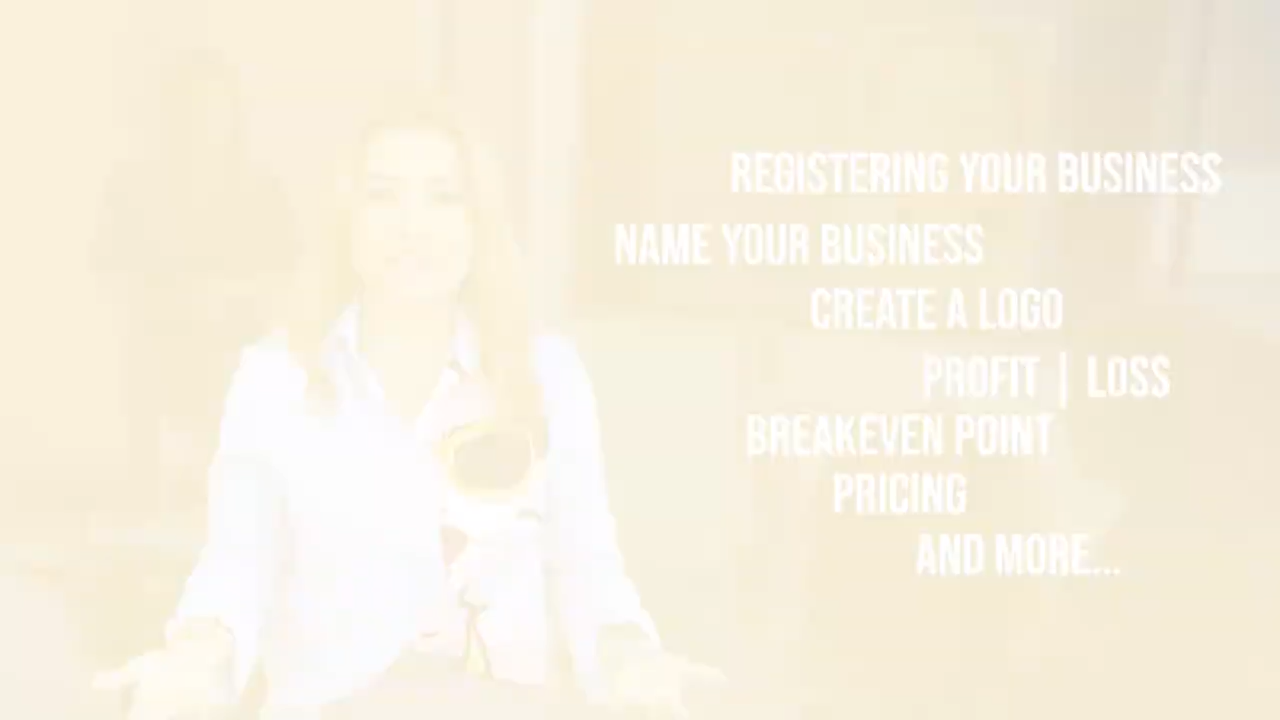 REGISTERING YOUR BUSINESS
NAME YOUR BUSINESS
CREATE A LOGO
PROFIT | LOSS
BREAKEVEN POINT
PRICING
AND MORE...